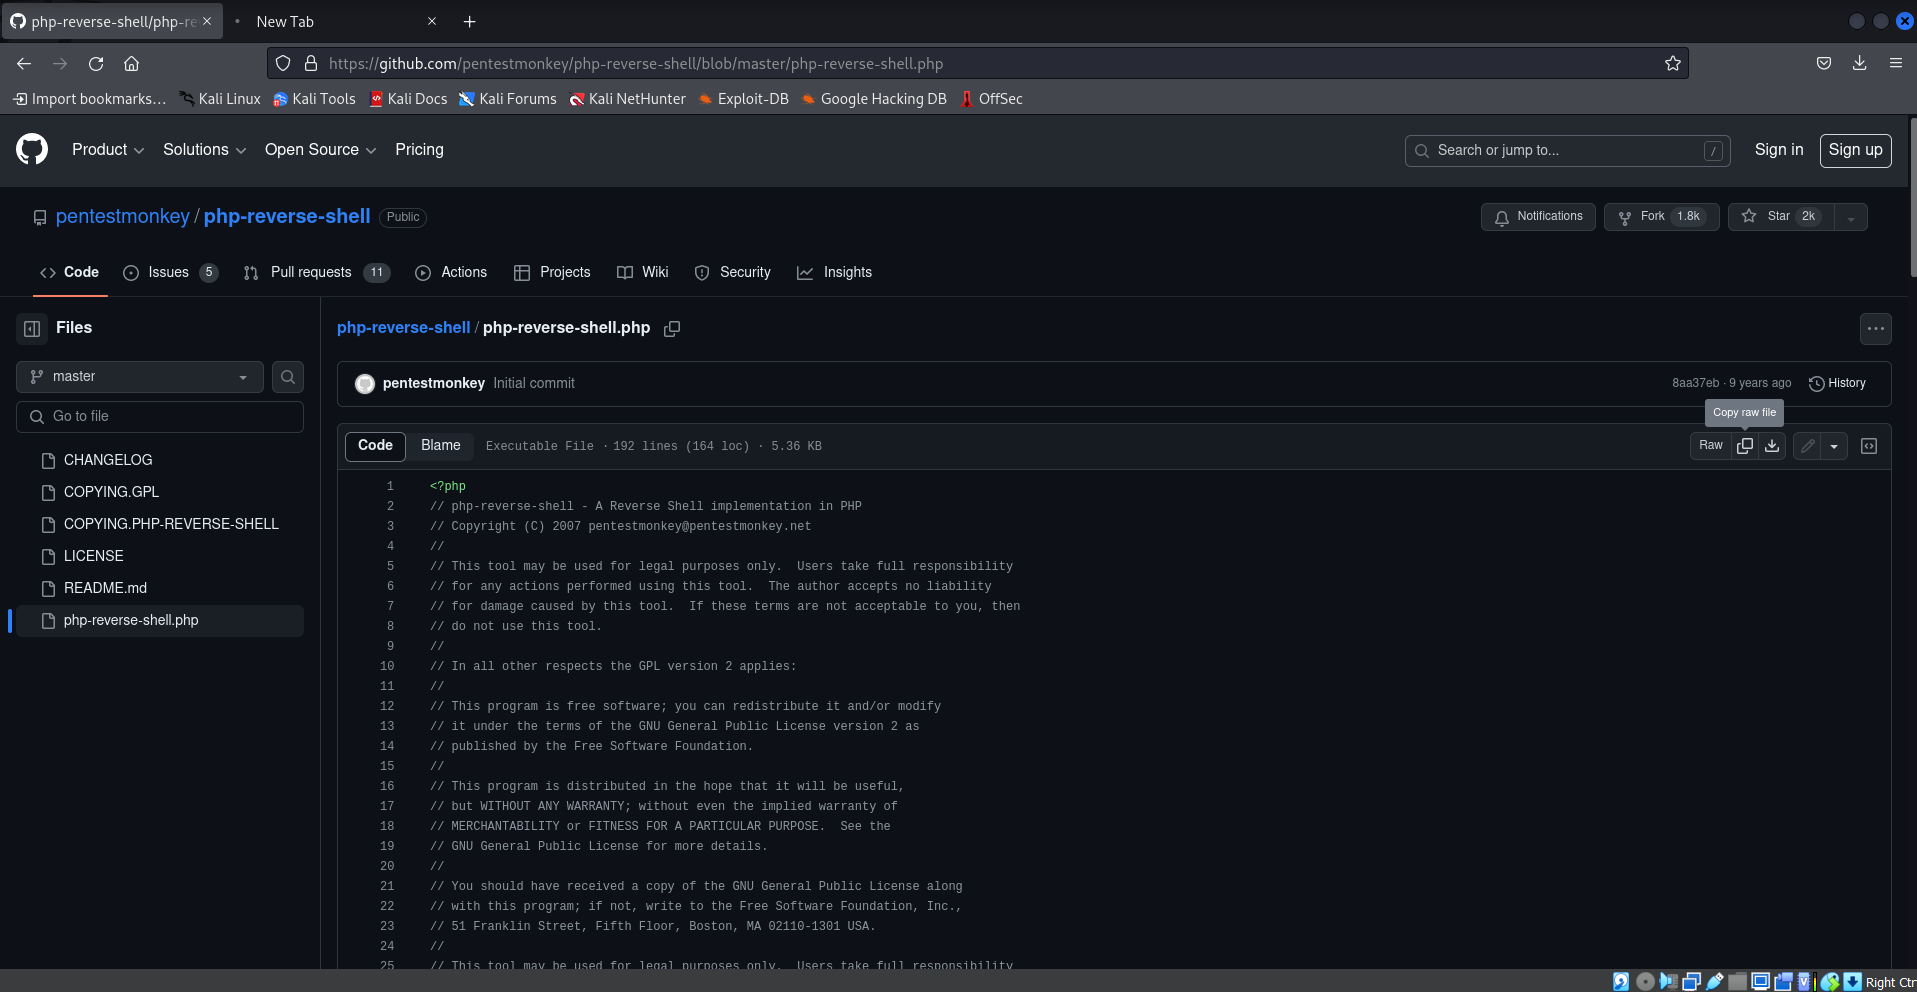 php-reverse-shell/php-re
New Tab
https://github.com/pentestmonkey/php-reverse-shell/blob/master/php-reverse-shell.php
Import bookmarks… Kali Linux Kali Tools Kali Docs Kali Forums Kali NetHunter Exploit-DB Google Hacking DB OffSec
Product Solutions Open Source Pricing Search or jump to... / Sign in Sign up
pentestmonkey / php-reverse-shell Public Notifications Fork 1.8k Star 2k
Code Issues 5 Pull requests 11 Actions Projects Wiki Security Insights
Files
master
Go to file
CHANGELOG
COPYING.GPL
COPYING.PHP-REVERSE-SHELL
LICENSE
README.md
php-reverse-shell.php
php-reverse-shell / php-reverse-shell.php
pentestmonkey Initial commit 8aa37eb · 9 years ago History
Copy raw file
Code Blame Executable File · 192 lines (164 loc) · 5.36 KB Raw
1 <?php
2 // php-reverse-shell - A Reverse Shell implementation in PHP
3 // Copyright (C) 2007 pentestmonkey@pentestmonkey.net
4 //
5 // This tool may be used for legal purposes only.  Users take full responsibility
6 // for any actions performed using this tool.  The author accepts no liability
7 // for damage caused by this tool.  If these terms are not acceptable to you, then
8 // do not use this tool.
9 //
10 // In all other respects the GPL version 2 applies:
11 //
12 // This program is free software; you can redistribute it and/or modify
13 // it under the terms of the GNU General Public License version 2 as
14 // published by the Free Software Foundation.
15 //
16 // This program is distributed in the hope that it will be useful,
17 // but WITHOUT ANY WARRANTY; without even the implied warranty of
18 // MERCHANTABILITY or FITNESS FOR A PARTICULAR PURPOSE.  See the
19 // GNU General Public License for more details.
20 //
21 // You should have received a copy of the GNU General Public License along
22 // with this program; if not, write to the Free Software Foundation, Inc.,
23 // 51 Franklin Street, Fifth Floor, Boston, MA 02110-1301 USA.
24 //
25 // This tool may be used for legal purposes only.  Users take full responsibility
Right Ctr